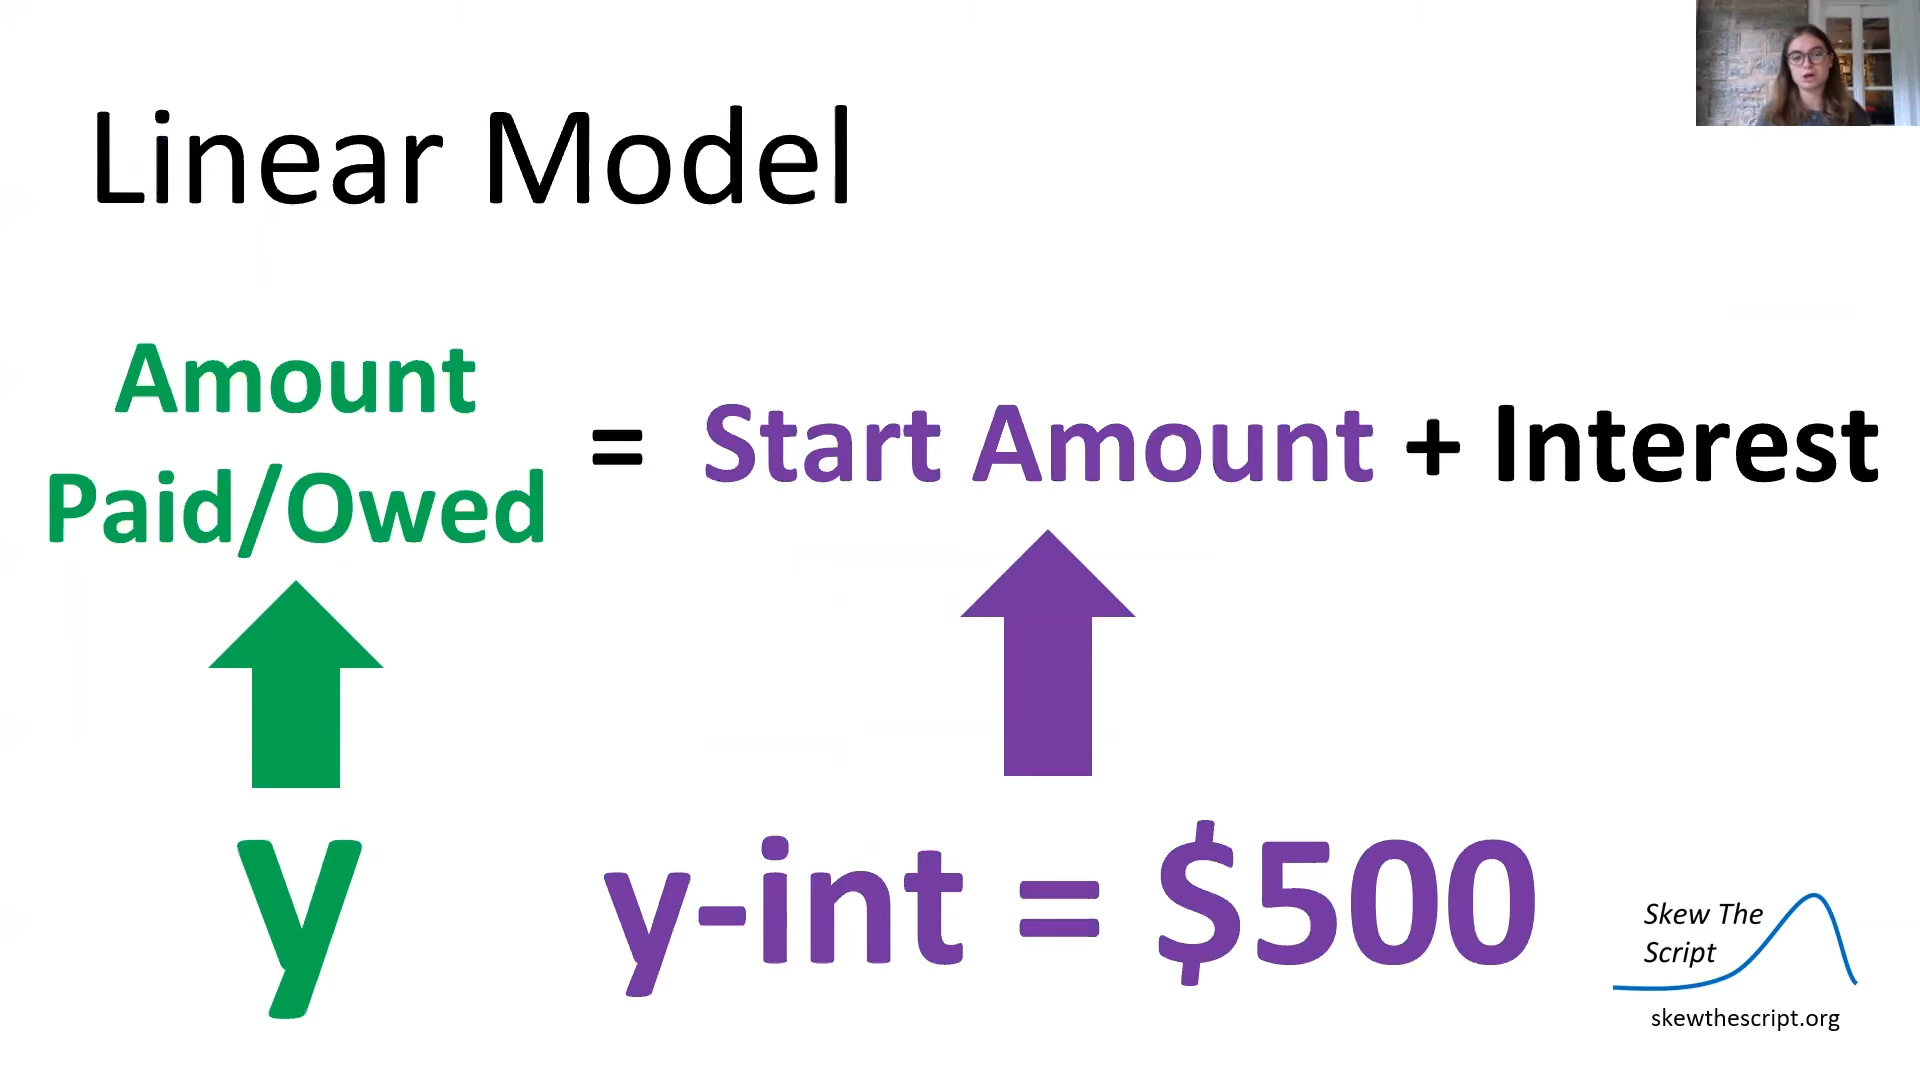 Linear Model
Amount
Paid/Owed
= Start Amount + Interest
y
y-int = $500
Skew The
Script
skewthescript.org